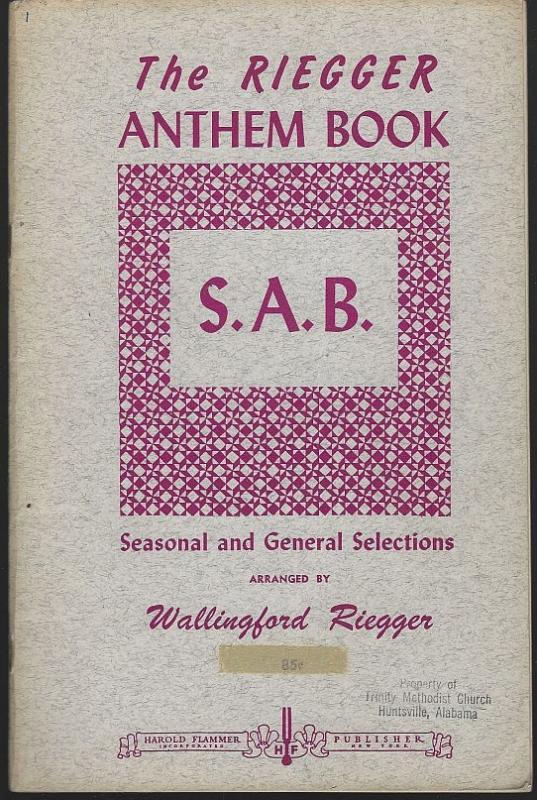 1
The RIEGGER
ANTHEM BOOK
S.A.B.
Seasonal and General Selections
ARRANGED BY
Wallingford Riegger
85¢
Property of
Trinity Methodist Church
Huntsville, Alabama
HAROLD FLAMMER
INCORPORATED
HF
PUBLISHER
NEW YORK